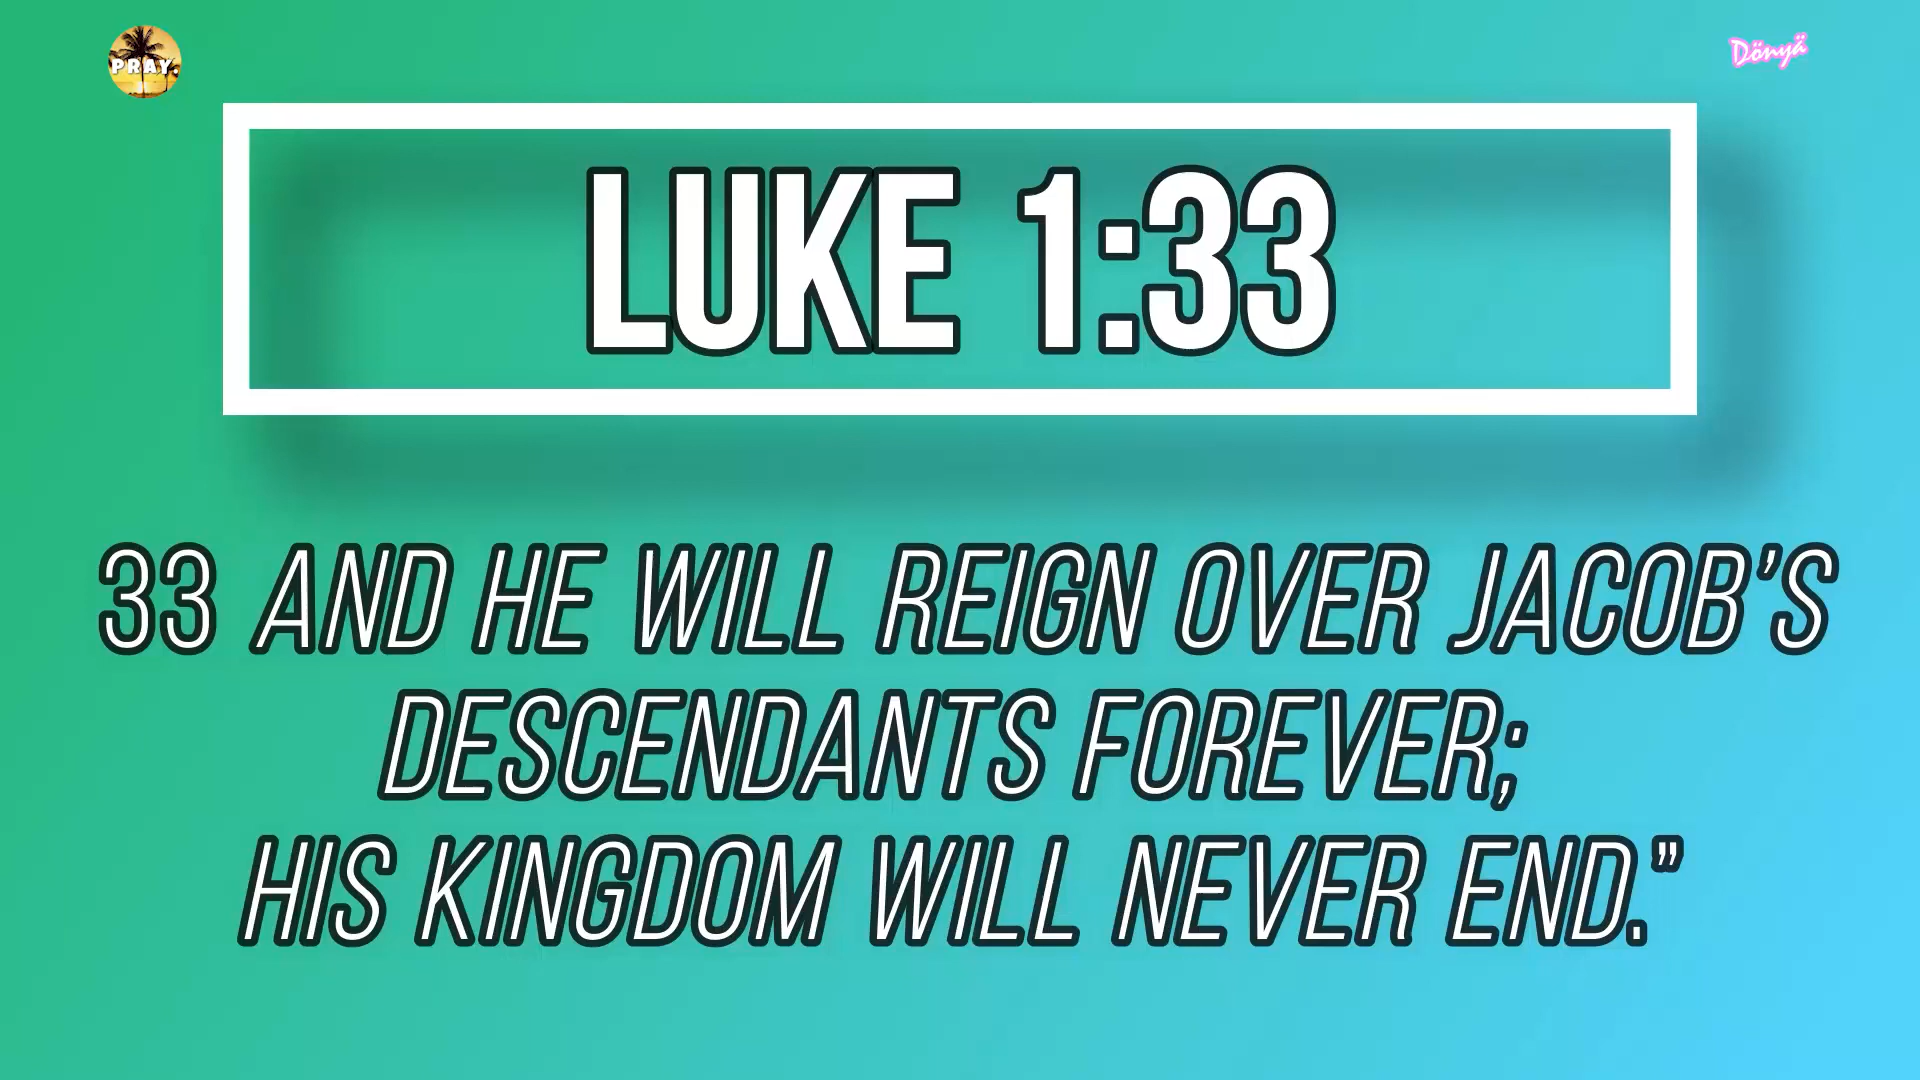 PRAY.
Dönyä
LUKE 1:33
33 AND HE WILL REIGN OVER JACOB’S
DESCENDANTS FOREVER;
HIS KINGDOM WILL NEVER END.”